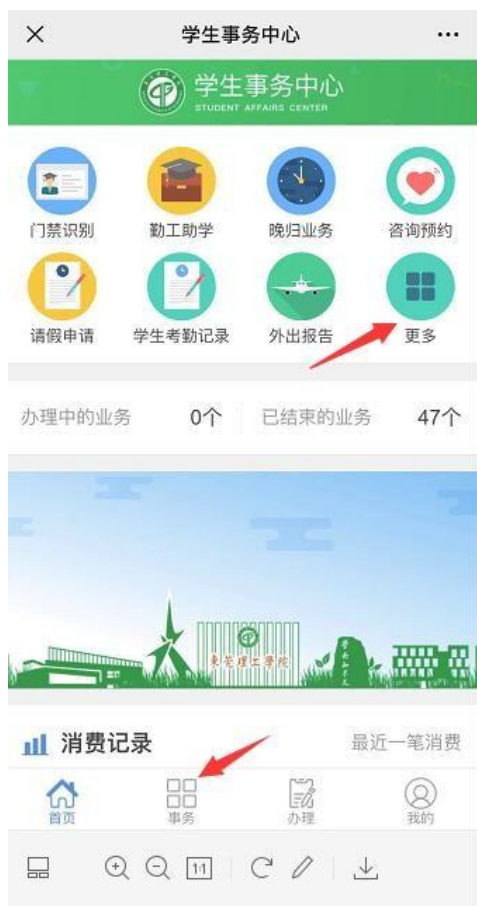 学生事务中心
学生事务中心
STUDENT AFFAIRS CENTER
门禁识别 勤工助学 晚归业务 咨询预约
请假申请 学生考勤记录 外出报告 更多
办理中的业务 0个 已结束的业务 47个
東莞理工學院
消费记录 最近一笔消费
首页 事务 办理 我的
1:1